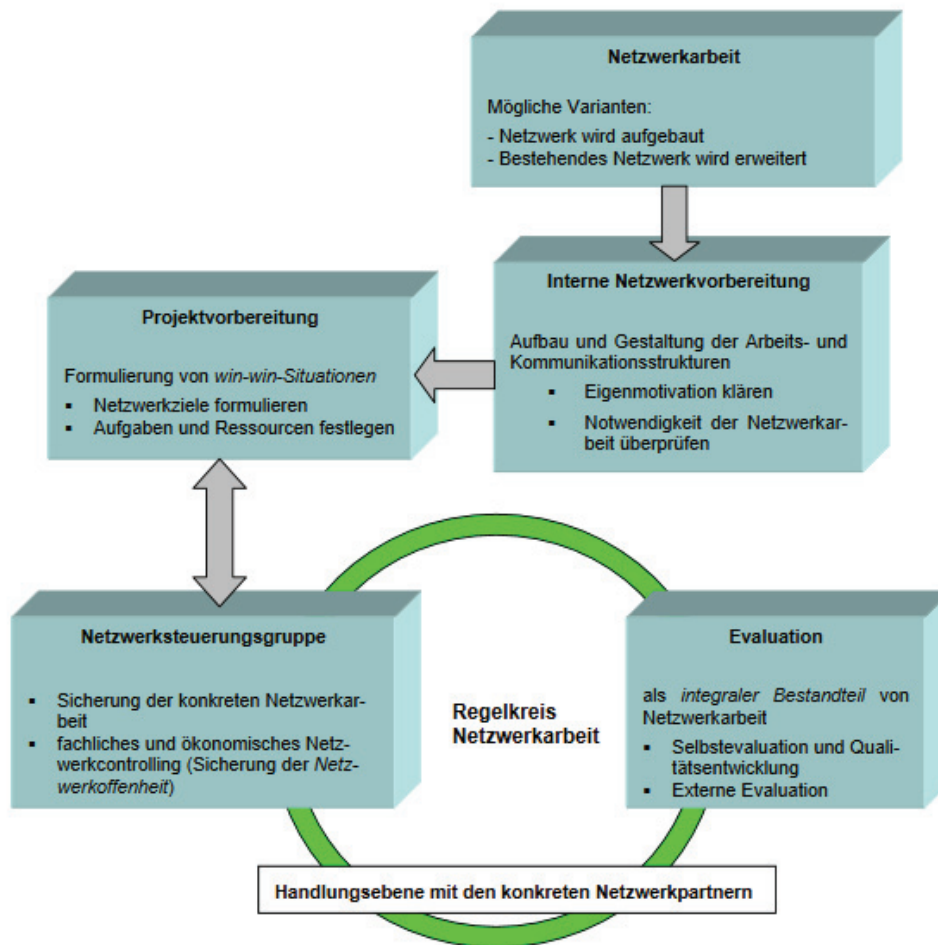 Netzwerkarbeit
Mögliche Varianten:
- Netzwerk wird aufgebaut
- Bestehendes Netzwerk wird erweitert
Interne Netzwerkvorbereitung
Aufbau und Gestaltung der Arbeits- und
Kommunikationsstrukturen
▪ Eigenmotivation klären
▪ Notwendigkeit der Netzwerkar-
beit überprüfen
Projektvorbereitung
Formulierung von win-win-Situationen
▪ Netzwerkziele formulieren
▪ Aufgaben und Ressourcen festlegen
Netzwerksteuerungsgruppe
▪ Sicherung der konkreten Netzwerkar-
beit
▪ fachliches und ökonomisches Netz-
werkcontrolling (Sicherung der Netz-
werkoffenheit)
Regelkreis
Netzwerkarbeit
Evaluation
als integraler Bestandteil von
Netzwerkarbeit
▪ Selbstevaluation und Quali-
tätsentwicklung
▪ Externe Evaluation
Handlungsebene mit den konkreten Netzwerkpartnern